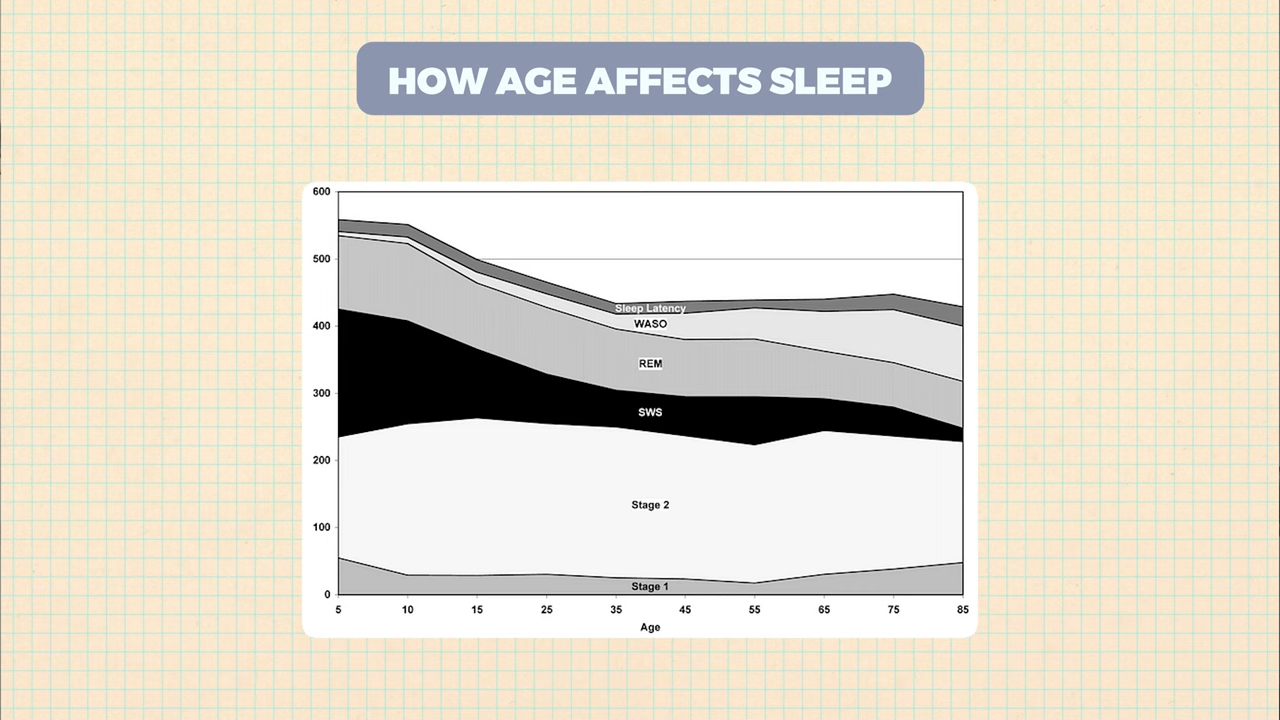 HOW AGE AFFECTS SLEEP
600
500
400
300
200
100
0
Sleep Latency
WASO
REM
SWS
Stage 2
Stage 1
5 10 15 25 35 45 55 65 75 85
Age